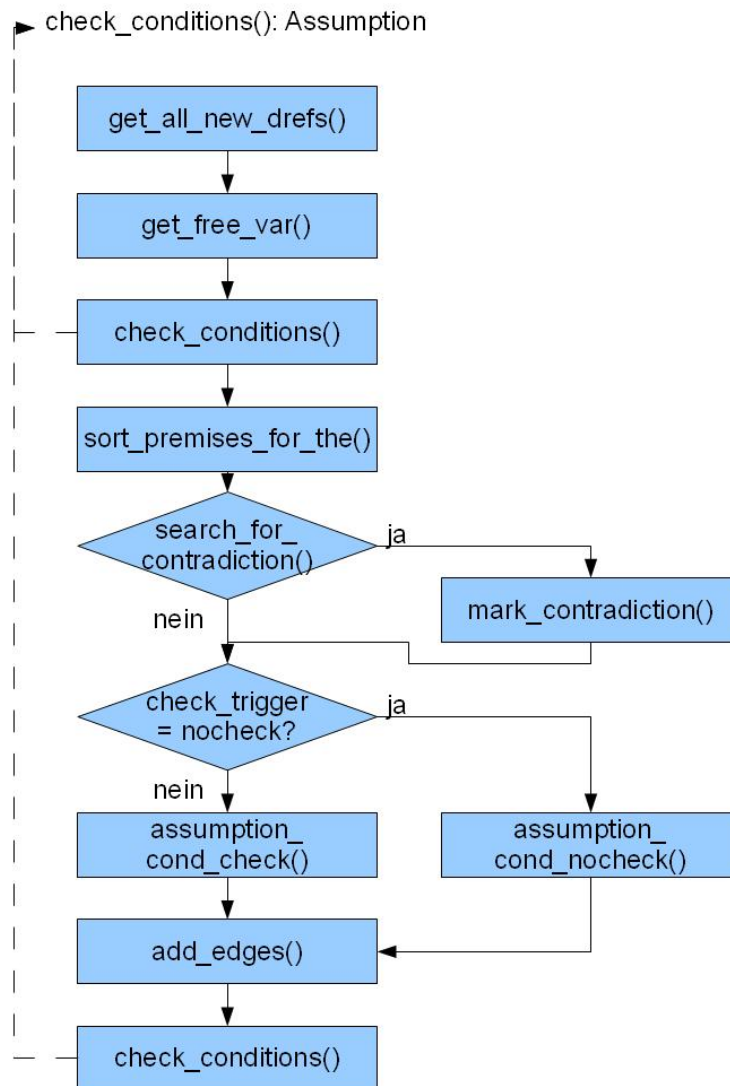 check_conditions(): Assumption
get_all_new_drefs()
get_free_var()
check_conditions()
sort_premises_for_the()
search_for_
contradiction()
ja
mark_contradiction()
nein
check_trigger
= nocheck?
ja
nein
assumption_
cond_check()
assumption_
cond_nocheck()
add_edges()
check_conditions()